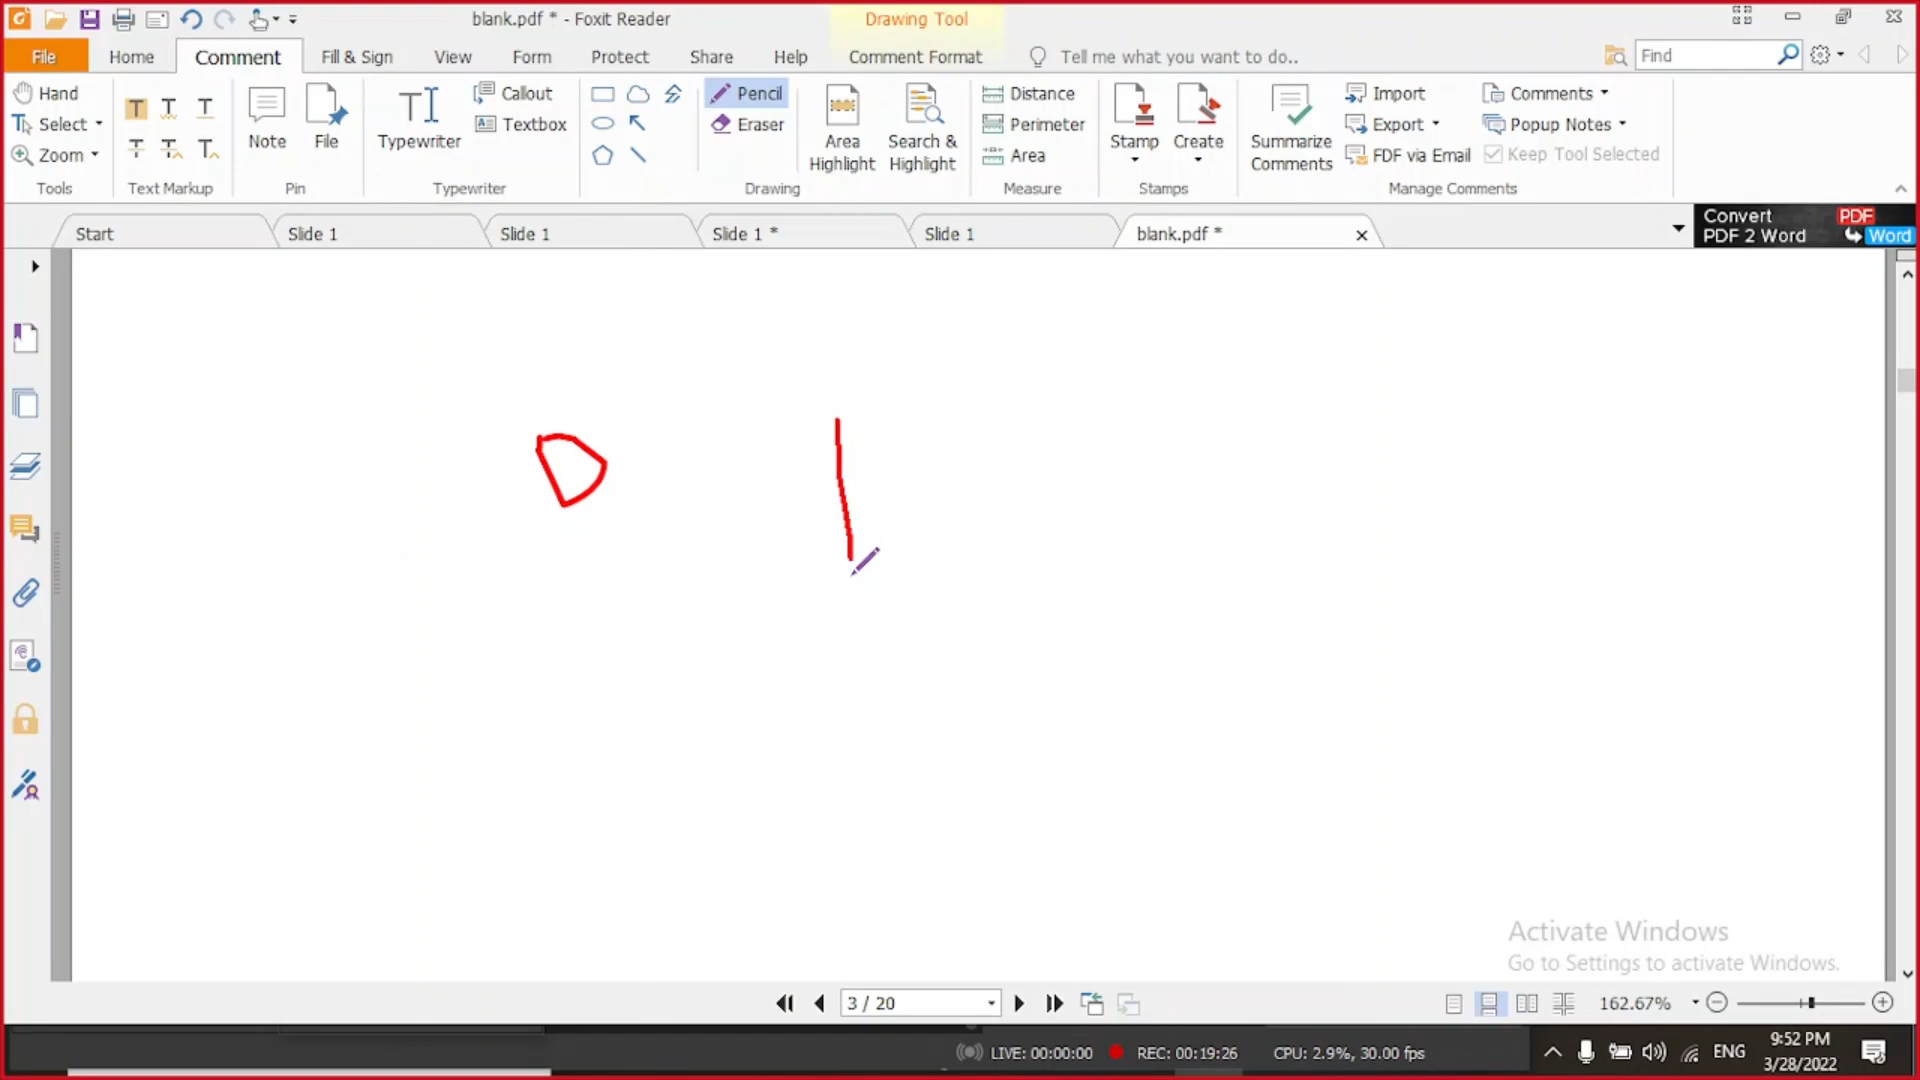 blank.pdf * - Foxit Reader
Drawing Tool
File Home Comment Fill & Sign View Form Protect Share Help Comment Format Tell me what you want to do.. Find
Hand
Select
Zoom
Tools
Text Markup
Note
File
Pin
Typewriter
Callout
Textbox
Typewriter
Pencil
Eraser
Area Highlight
Search & Highlight
Drawing
Distance
Perimeter
Area
Measure
Stamp
Create
Stamps
Summarize Comments
Import
Export
FDF via Email
Comments
Popup Notes
Keep Tool Selected
Manage Comments
Start Slide 1 Slide 1 Slide 1 * Slide 1 blank.pdf *
Convert PDF
PDF 2 Word Word
D
Activate Windows
Go to Settings to activate Windows.
3 / 20 162.67%
LIVE: 00:00:00 REC: 00:19:26 CPU: 2.9%, 30.00 fps ENG 9:52 PM
3/28/2022